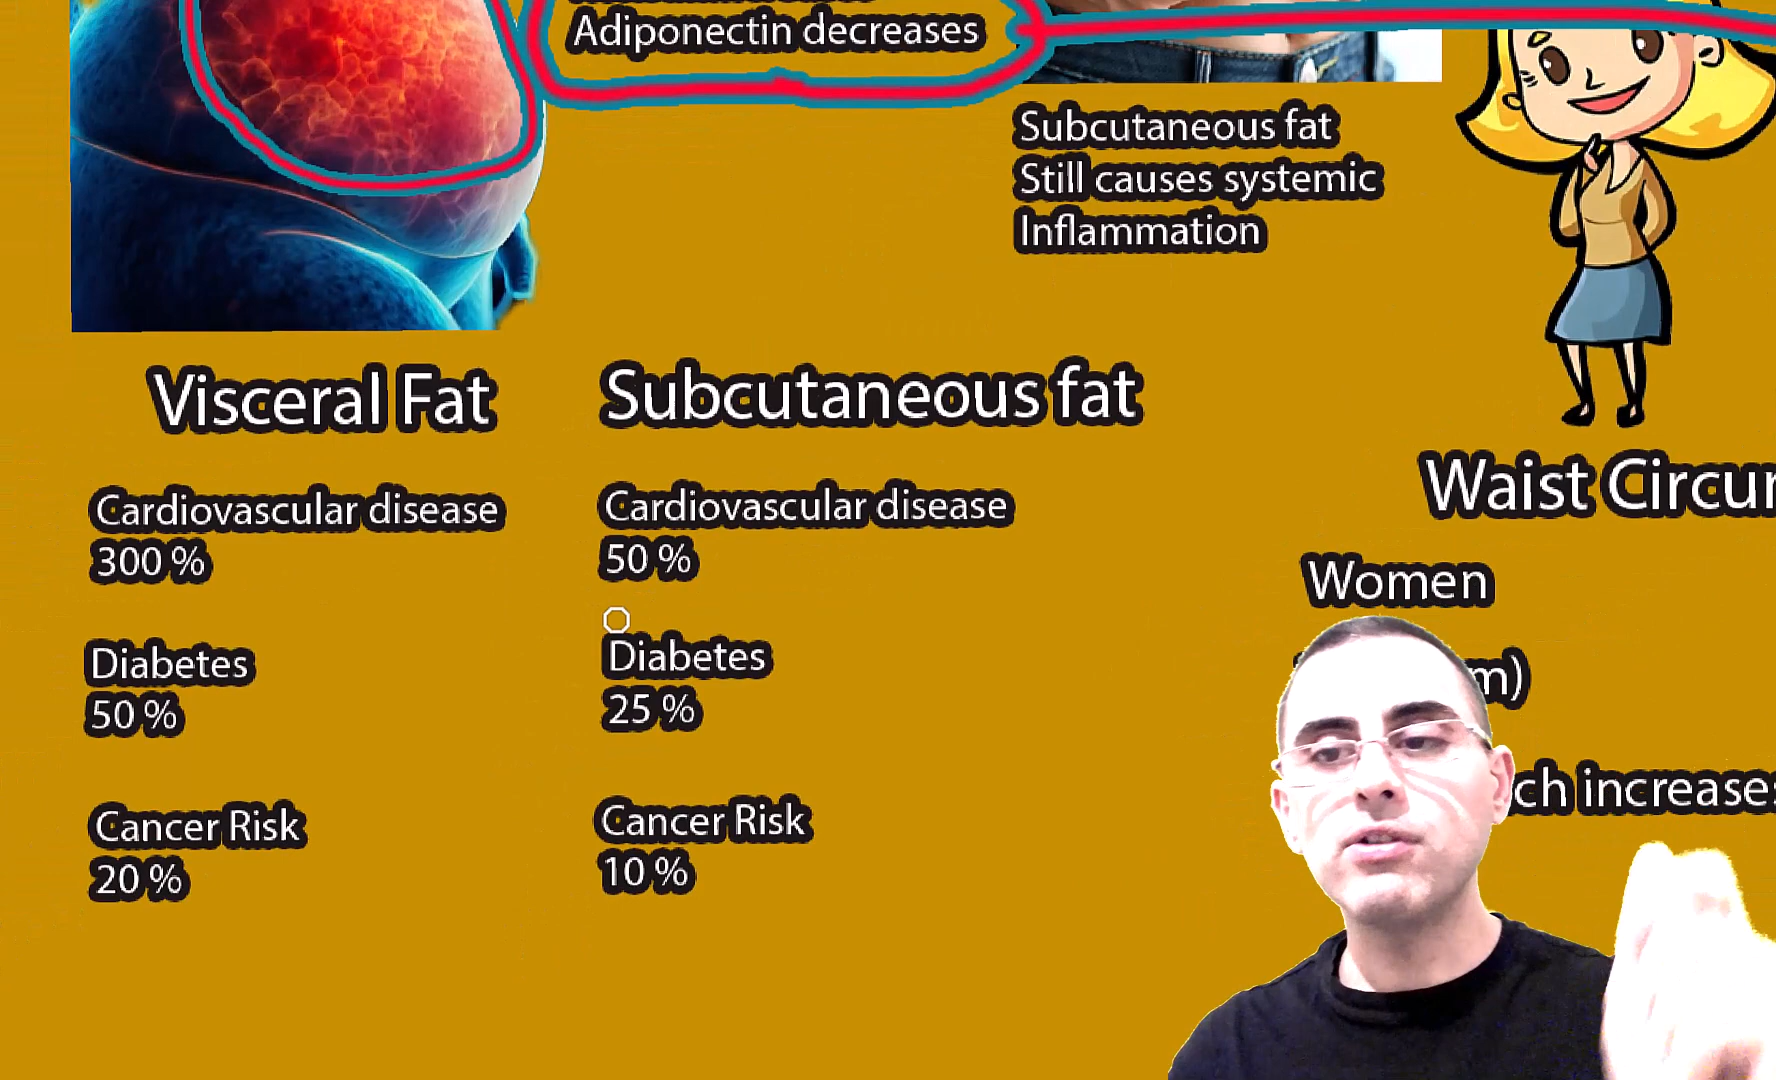 Adiponectin decreases
Subcutaneous fat
Still causes systemic
Inflammation
Visceral Fat
Cardiovascular disease
300 %
Diabetes
50 %
Cancer Risk
20 %
Subcutaneous fat
Cardiovascular disease
50 %
Diabetes
25 %
Cancer Risk
10 %
Waist
Women